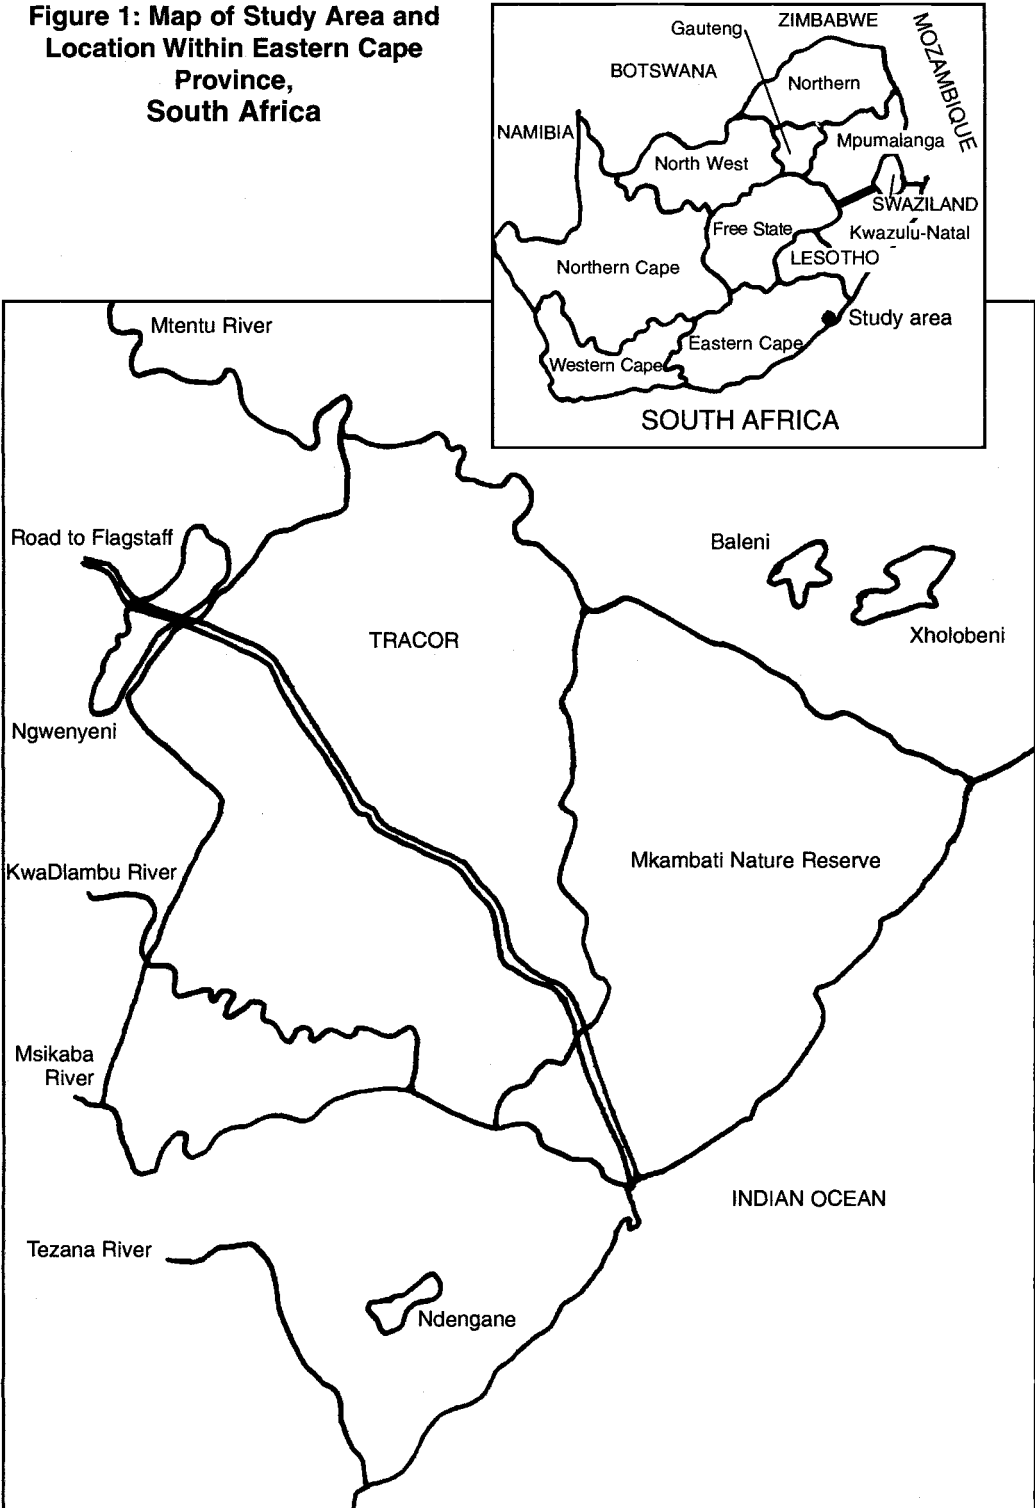 Figure 1: Map of Study Area and
Location Within Eastern Cape
Province,
South Africa
ZIMBABWE
Gauteng
MOZAMBIQUE
BOTSWANA
Northern
NAMIBIA
Mpumalanga
North West
SWAZILAND
Free State
Kwazulu-Natal
LESOTHO
Northern Cape
Study area
Eastern Cape
Western Cape
SOUTH AFRICA
Mtentu River
Road to Flagstaff
Baleni
TRACOR
Xholobeni
Ngwenyeni
Mkambati Nature Reserve
KwaDlambu River
Msikaba
River
INDIAN OCEAN
Tezana River
Ndengane